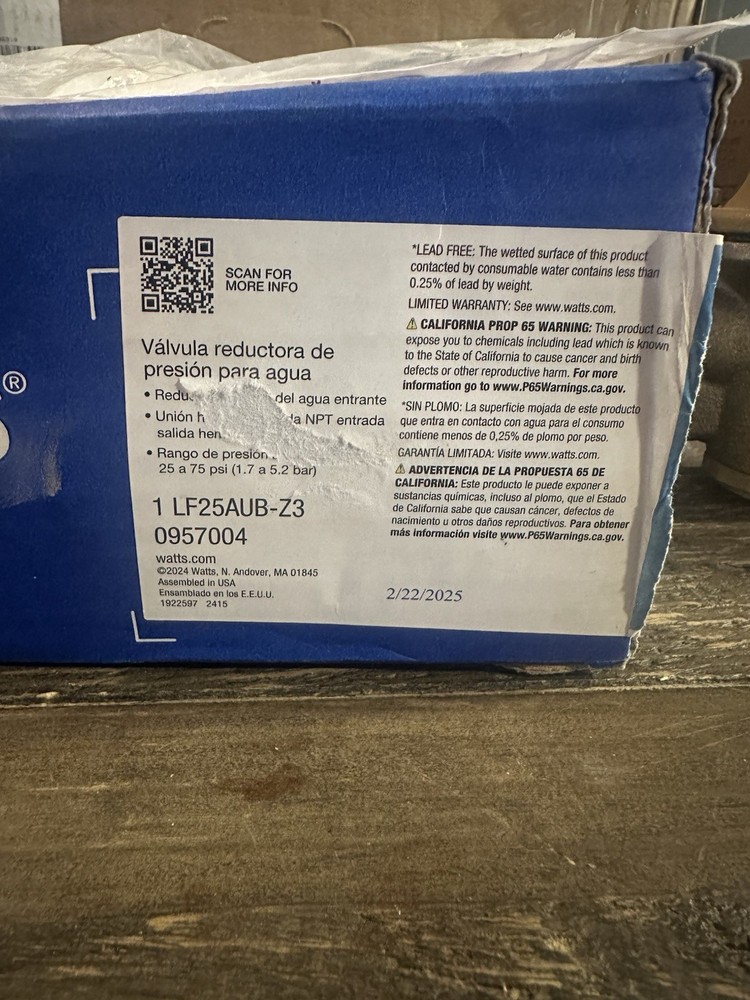 ®
SCAN FOR
MORE INFO
Válvula reductora de
presión para agua
• Redu del agua entrante
• Unión h NPT entrada
salida
• Rango de presión
25 a 75 psi (1.7 a 5.2 bar)
1 LF25AUB-Z3
0957004
watts.com
©2024 Watts, N. Andover, MA 01845
Assembled in USA
Ensamblado en los E.E.U.U.
1922597 2415
*LEAD FREE: The wetted surface of this product
contacted by consumable water contains less than
0.25% of lead by weight.
LIMITED WARRANTY: See www.watts.com.
⚠ CALIFORNIA PROP 65 WARNING: This product can
expose you to chemicals including lead which is known
to the State of California to cause cancer and birth
defects or other reproductive harm. For more
information go to www.P65Warnings.ca.gov.
*SIN PLOMO: La superficie mojada de este producto
que entra en contacto con agua para el consumo
contiene menos de 0,25% de plomo por peso.
GARANTÍA LIMITADA: Visite www.watts.com.
⚠ ADVERTENCIA DE LA PROPUESTA 65 DE
CALIFORNIA: Este producto le puede exponer a
sustancias químicas, incluso al plomo, que el Estado
de California sabe que causan cáncer, defectos de
nacimiento u otros daños reproductivos. Para obtener
más información visite www.P65Warnings.ca.gov.
2/22/2025